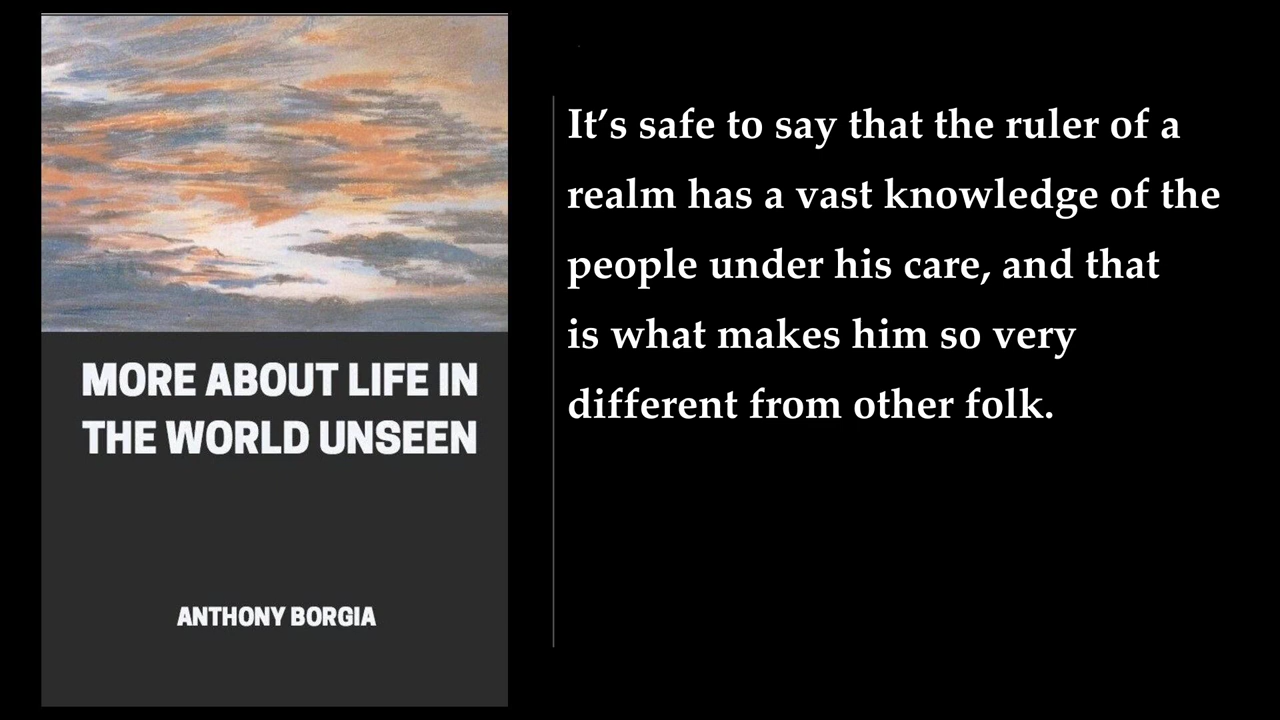 MORE ABOUT LIFE IN
THE WORLD UNSEEN
ANTHONY BORGIA
It’s safe to say that the ruler of a
realm has a vast knowledge of the
people under his care, and that
is what makes him so very
different from other folk.